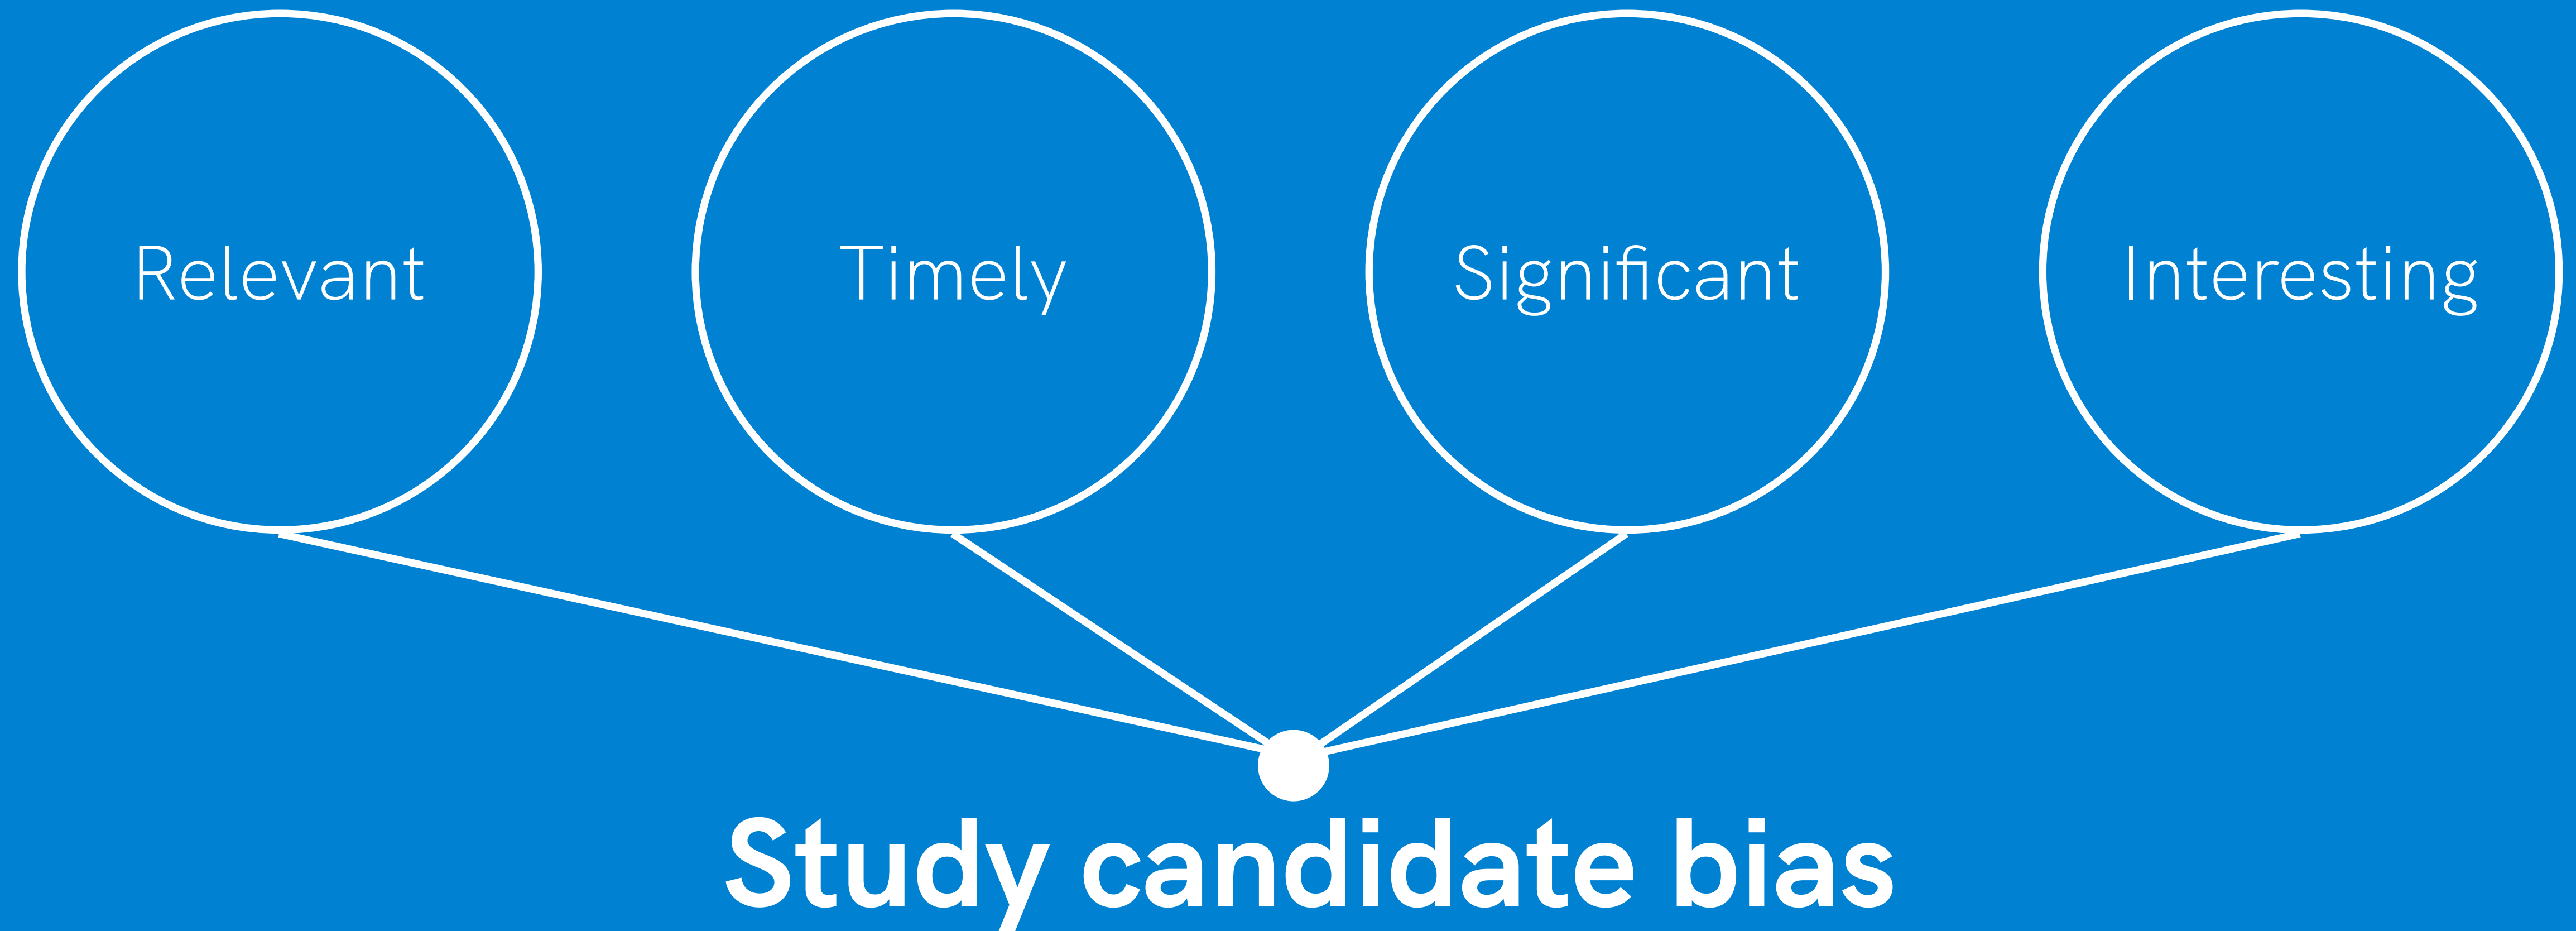 Relevant
Timely
Significant
Interesting
Study candidate bias